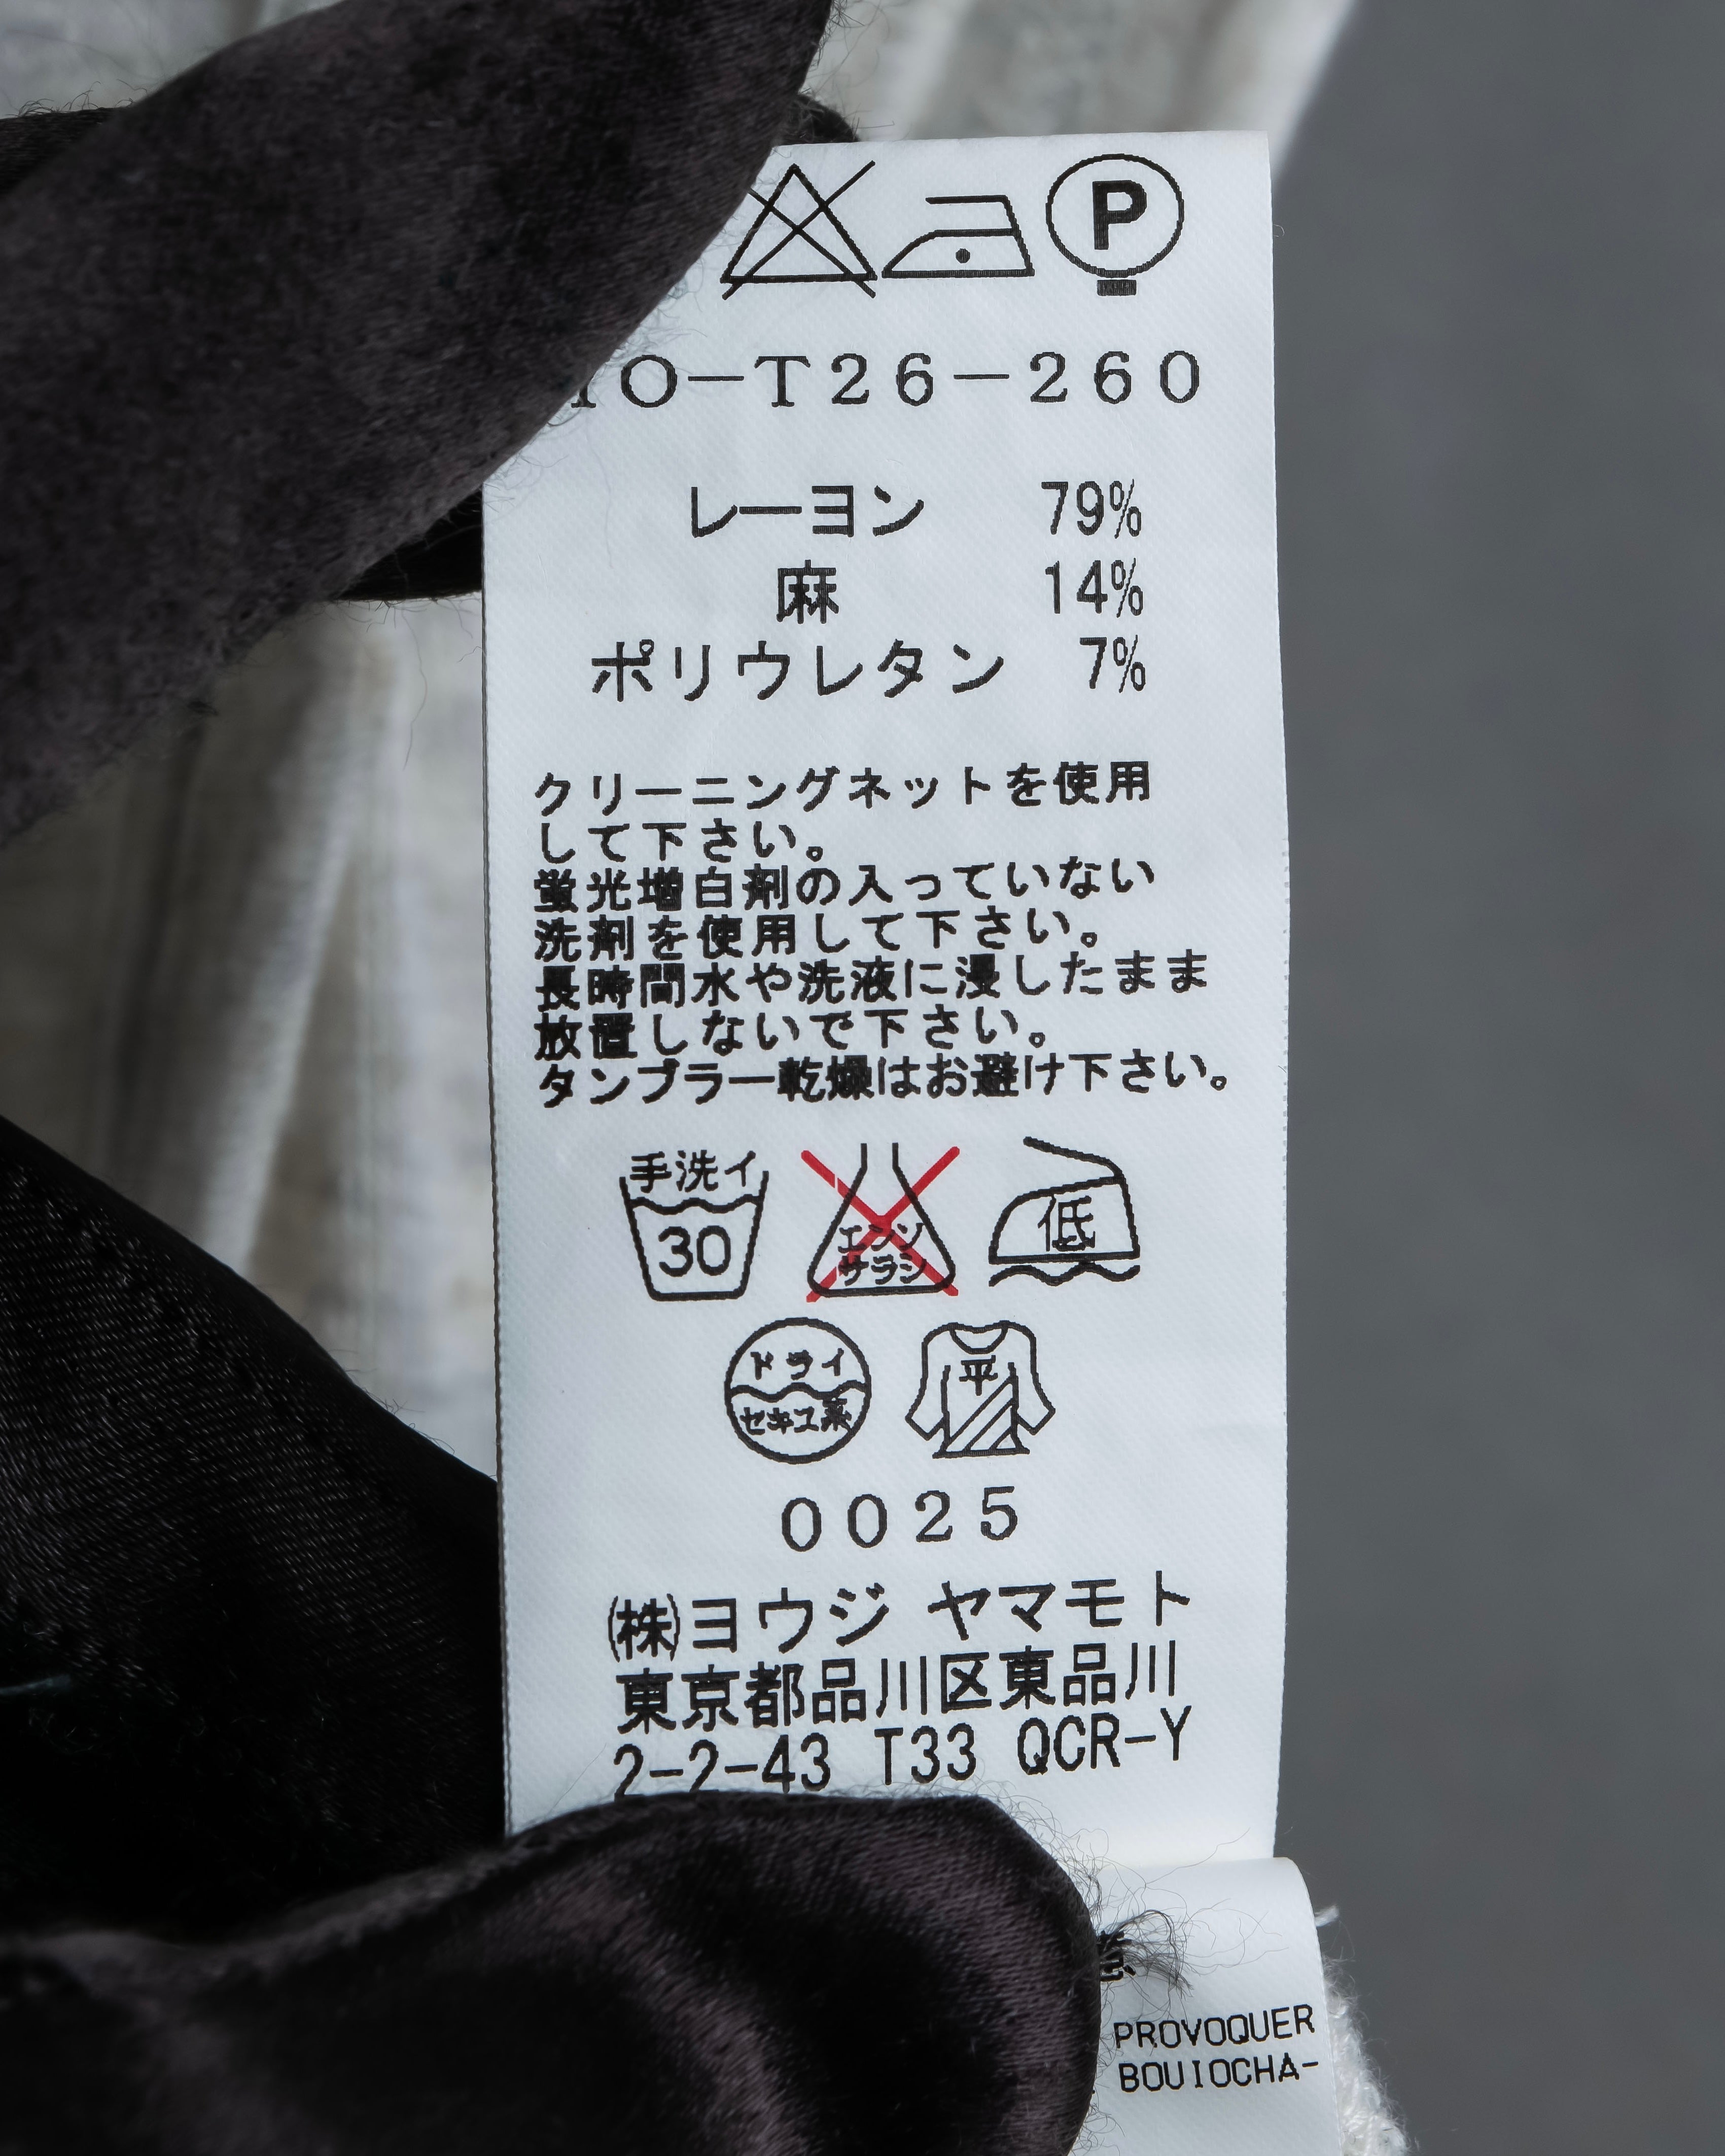 P
O－T26－260
レーヨン 79%
麻 14%
ポリウレタン 7%
クリーニングネットを使用
して下さい。
蛍光増白剤の入っていない
洗剤を使用して下さい。
長時間水や洗液に浸したまま
放置しないで下さい。
タンブラー乾燥はお避け下さい。
手洗イ
30
エンソ
サラシ
低
ドライ
セキユ系
平
0025
㈱ヨウジ ヤマモト
東京都品川区東品川
2-2-43 T33 QCR-Y
PROVOQUER
BOUIOCHA-